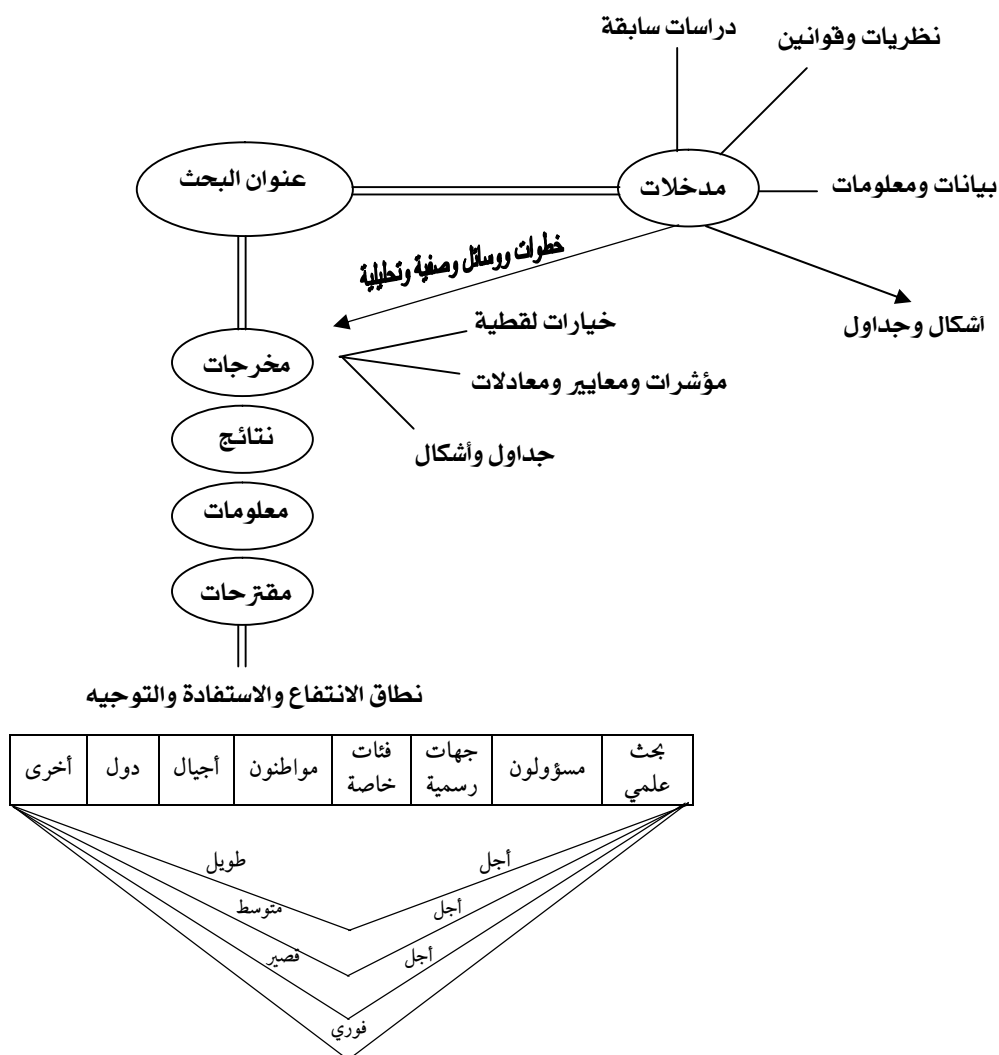 دراسات سابقة
نظريات وقوانين
عنوان البحث
مدخلات
بيانات ومعلومات
خطوات ووسائل وصفية وتحليلية
أشكال وجداول
خيارات لقطية
مخرجات
مؤشرات ومعايير ومعادلات
نتائج
جداول وأشكال
معلومات
مقترحات
نطاق الانتفاع والاستفادة والتوجيه
بحث
علمي
مسؤولون
جهات
رسمية
فئات
خاصة
مواطنون
أجيال
دول
أخرى
أجل
طويل
أجل
متوسط
أجل
قصير
فوري